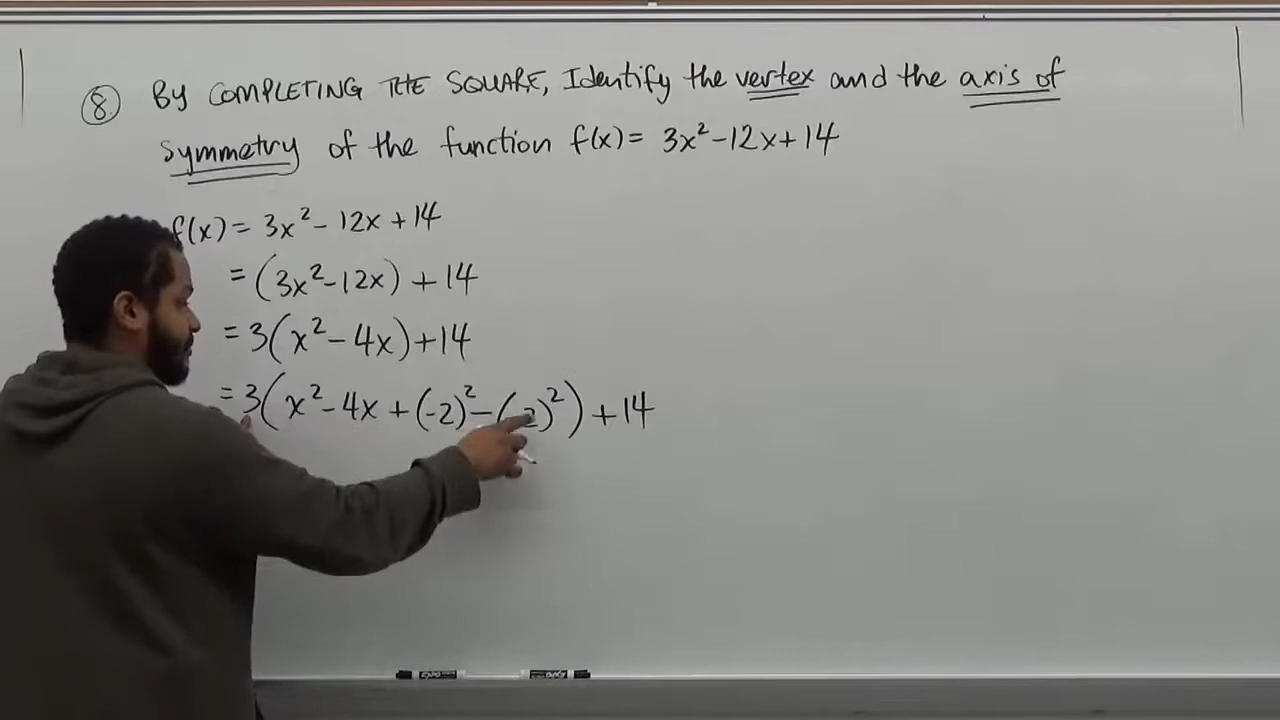 ⑧ By COMPLETING THE SQUARE, Identify the vertex and the axis of
symmetry of the function f(x) = 3x² - 12x + 14
f(x) = 3x² - 12x + 14
= (3x² - 12x) + 14
= 3(x² - 4x) + 14
= 3(x² - 4x + (-2)² - (-2)²) + 14
EXPO